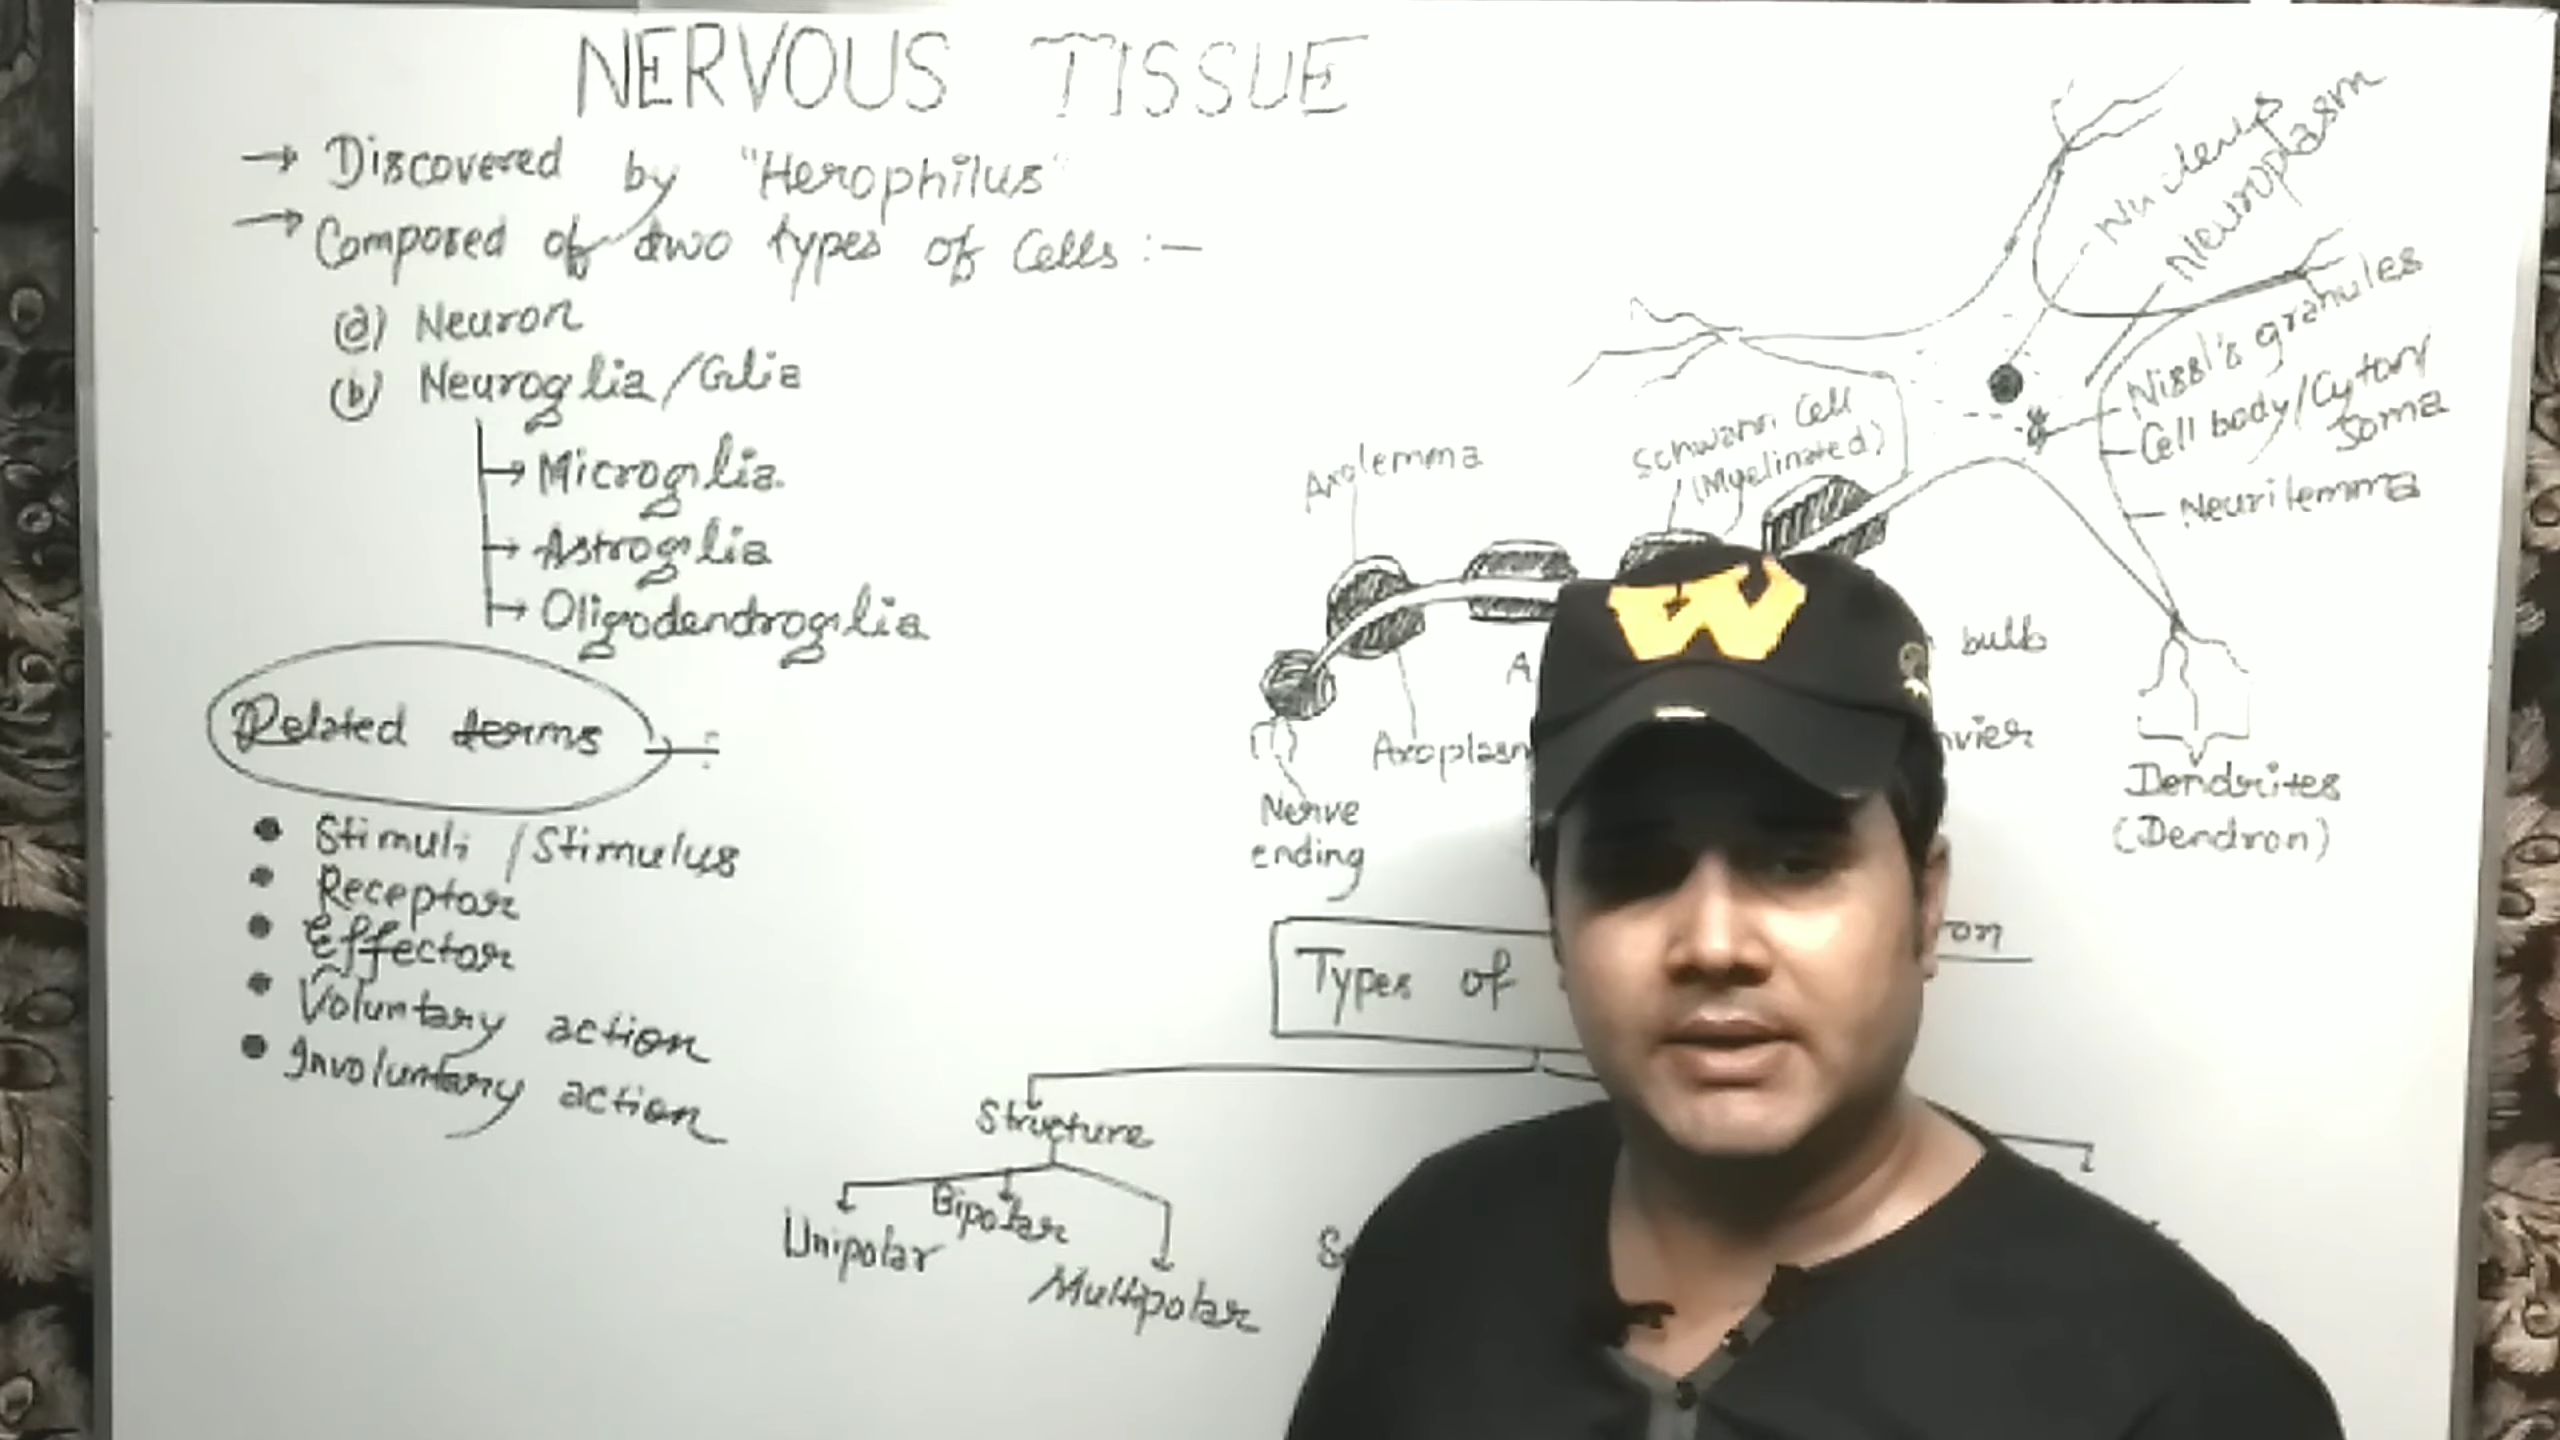 NERVOUS TISSUE
→ Discovered by "Herophilus"
→ Composed of two types of Cells :-
(a) Neuron
(b) Neuroglia/Glia
→ Microglia
→ Astroglia
→ Oligodendroglia
Related terms :
• Stimuli / Stimulus
• Receptor
• Effector
• Voluntary action
• Involuntary action
Nucleus
Neuroplasm
Nissl's granules
Cell body/Cyton/
Soma
Neurilemma
Schwann Cell
(Myelinated)
Axolemma
bulb
Axoplasm
nvier
Nerve
ending
Dendrites
(Dendron)
W
Types of
on
Structure
Unipolar
Bipolar
Multipolar